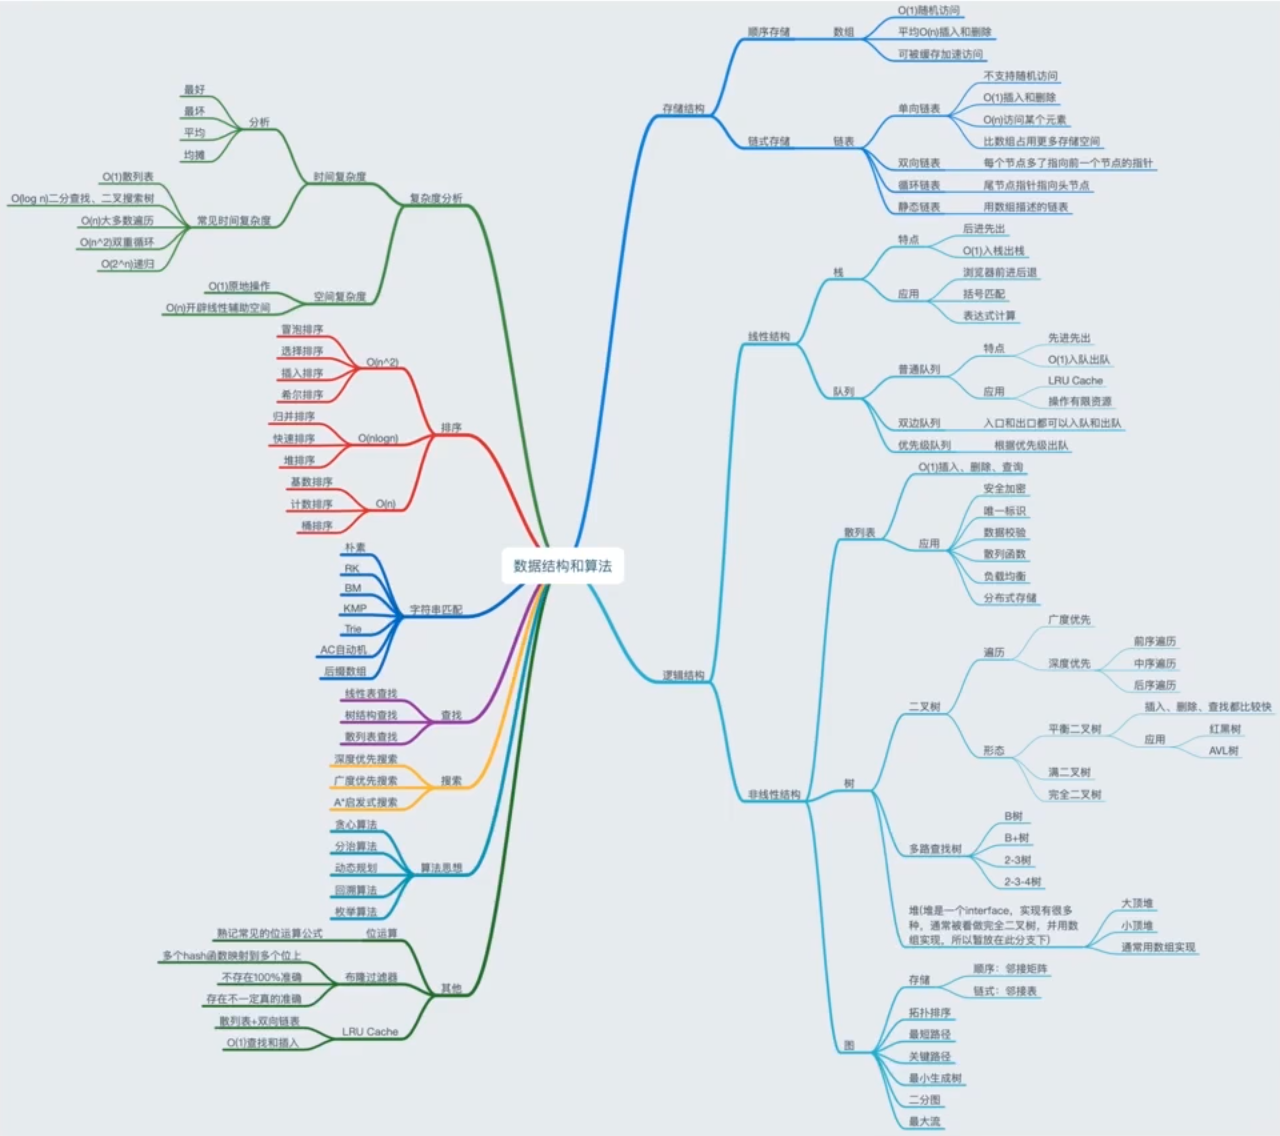 数据结构和算法
存储结构
顺序存储
数组
O(1)随机访问
平均O(n)插入和删除
可被缓存加速访问
链式存储
链表
单向链表
不支持随机访问
O(1)插入和删除
O(n)访问某个元素
比数组占用更多存储空间
双向链表
每个节点多了指向前一个节点的指针
循环链表
尾节点指针指向头节点
静态链表
用数组描述的链表
逻辑结构
线性结构
栈
特点
后进先出
O(1)入栈出栈
应用
浏览器前进后退
括号匹配
表达式计算
队列
普通队列
特点
先进先出
O(1)入队出队
应用
LRU Cache
操作有限资源
双边队列
入口和出口都可以入队和出队
优先级队列
根据优先级出队
非线性结构
散列表
O(1)插入、删除、查询
应用
安全加密
唯一标识
数据校验
散列函数
负载均衡
分布式存储
树
二叉树
遍历
广度优先
深度优先
前序遍历
中序遍历
后序遍历
形态
平衡二叉树
插入、删除、查找都比较快
应用
红黑树
AVL树
满二叉树
完全二叉树
多路查找树
B树
B+树
2-3树
2-3-4树
堆(堆是一个interface，实现有很多
种，通常被看做完全二叉树，并用数
组实现，所以暂放在此分支下)
大顶堆
小顶堆
通常用数组实现
图
存储
顺序：邻接矩阵
链式：邻接表
拓扑排序
最短路径
关键路径
最小生成树
二分图
最大流
复杂度分析
时间复杂度
分析
最好
最坏
平均
均摊
常见时间复杂度
O(1)散列表
O(log n)二分查找、二叉搜索树
O(n)大多数遍历
O(n^2)双重循环
O(2^n)递归
空间复杂度
O(1)原地操作
O(n)开辟线性辅助空间
排序
O(n^2)
冒泡排序
选择排序
插入排序
希尔排序
O(nlogn)
归并排序
快速排序
堆排序
O(n)
基数排序
计数排序
桶排序
字符串匹配
朴素
RK
BM
KMP
Trie
AC自动机
后缀数组
查找
线性表查找
树结构查找
散列表查找
搜索
深度优先搜索
广度优先搜索
A*启发式搜索
算法思想
贪心算法
分治算法
动态规划
回溯算法
枚举算法
其他
位运算
熟记常见的位运算公式
布隆过滤器
多个hash函数映射到多个位上
不存在100%准确
存在不一定真的准确
LRU Cache
散列表+双向链表
O(1)查找和插入